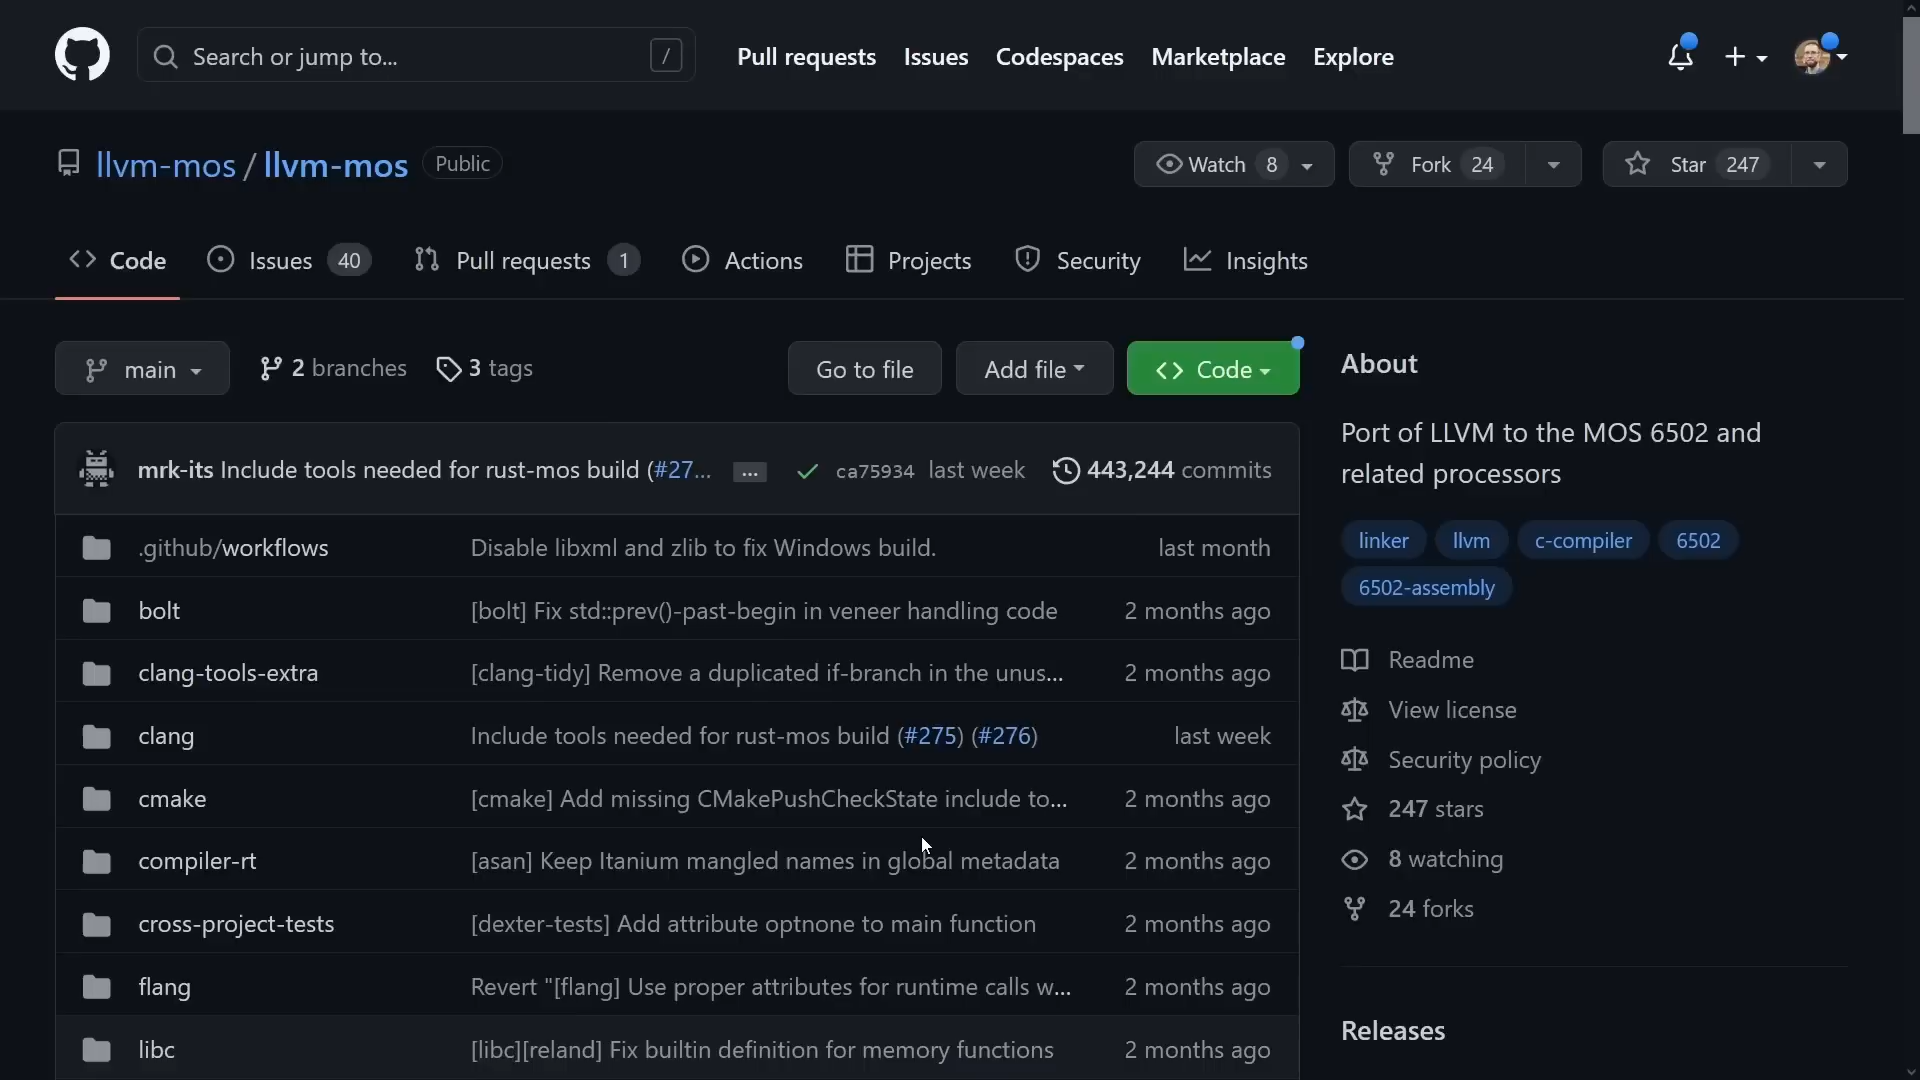 Search or jump to... /
Pull requests Issues Codespaces Marketplace Explore
llvm-mos / llvm-mos Public
Watch 8 Fork 24 Star 247
Code Issues 40 Pull requests 1 Actions Projects Security Insights
main 2 branches 3 tags Go to file Add file Code
mrk-its Include tools needed for rust-mos build (#27... ... ca75934 last week 443,244 commits
.github/workflows Disable libxml and zlib to fix Windows build. last month
bolt [bolt] Fix std::prev()-past-begin in veneer handling code 2 months ago
clang-tools-extra [clang-tidy] Remove a duplicated if-branch in the unus... 2 months ago
clang Include tools needed for rust-mos build (#275) (#276) last week
cmake [cmake] Add missing CMakePushCheckState include to... 2 months ago
compiler-rt [asan] Keep Itanium mangled names in global metadata 2 months ago
cross-project-tests [dexter-tests] Add attribute optnone to main function 2 months ago
flang Revert "[flang] Use proper attributes for runtime calls w... 2 months ago
libc [libc][reland] Fix builtin definition for memory functions 2 months ago
About
Port of LLVM to the MOS 6502 and
related processors
linker llvm c-compiler 6502
6502-assembly
Readme
View license
Security policy
247 stars
8 watching
24 forks
Releases